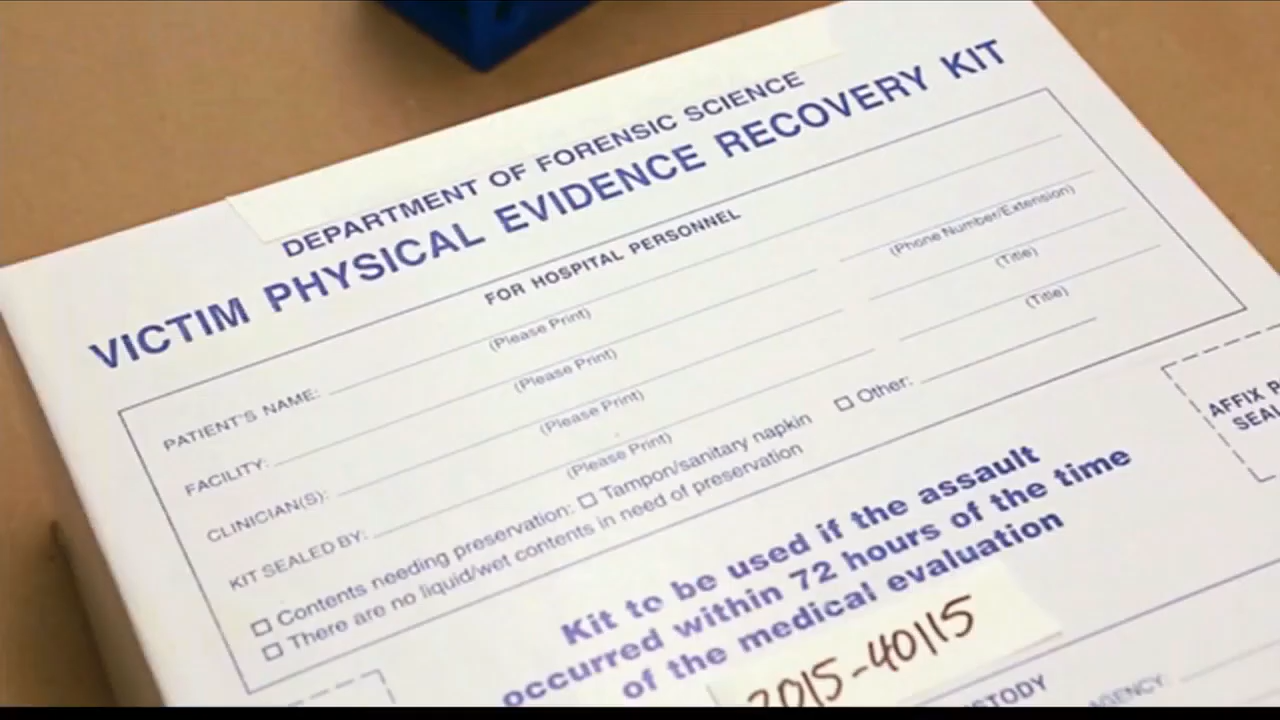 DEPARTMENT OF FORENSIC SCIENCE
VICTIM PHYSICAL EVIDENCE RECOVERY KIT
FOR HOSPITAL PERSONNEL
PATIENT'S NAME:
(Please Print)
(Phone Number/Extension)
FACILITY:
(Please Print)
(Title)
CLINICIAN(S):
(Please Print)
(Title)
KIT SEALED BY:
(Please Print)
☐ Contents needing preservation: ☐ Tampon/sanitary napkin ☐ Other:
☐ There are no liquid/wet contents in need of preservation
Kit to be used if the assault
occurred within 72 hours of the time
of the medical evaluation
AFFIX
2015-40115